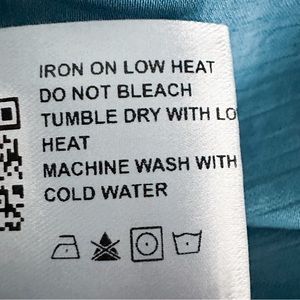 IRON ON LOW HEAT
DO NOT BLEACH
TUMBLE DRY WITH LO
HEAT
MACHINE WASH WITH
COLD WATER